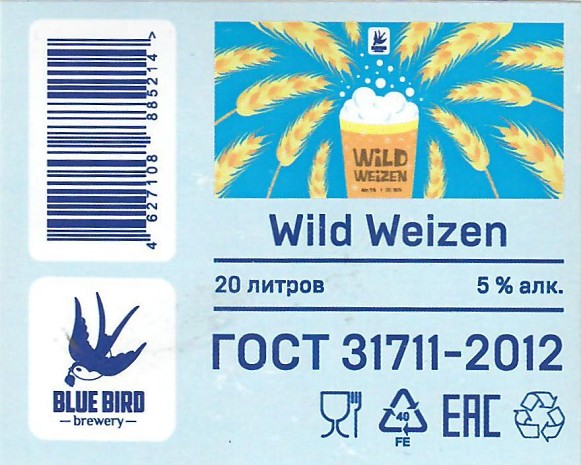 4 627108 885214 >
WILD
WEIZEN
Wild Weizen
20 литров 5 % алк.
ГОСТ 31711-2012
BLUE BIRD
brewery
40
FE
EAC